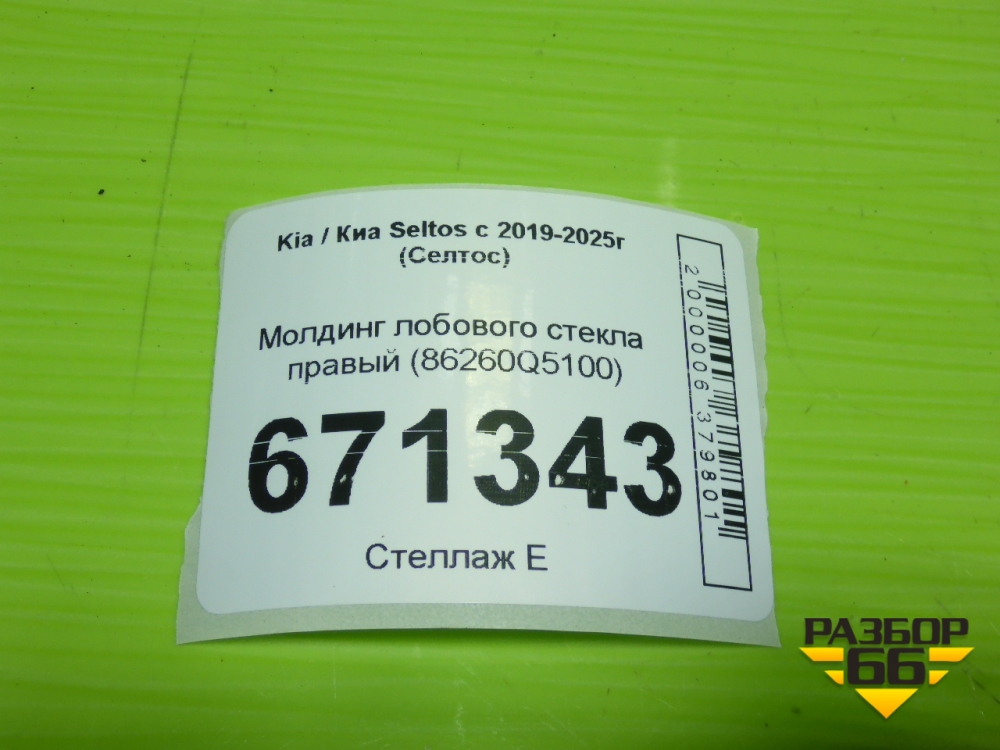 Kia / Киа Seltos с 2019-2025г
(Селтос)
Молдинг лобового стекла
правый (86260Q5100)
671343
Стеллаж Е
2000006379801
РАЗБОР
66